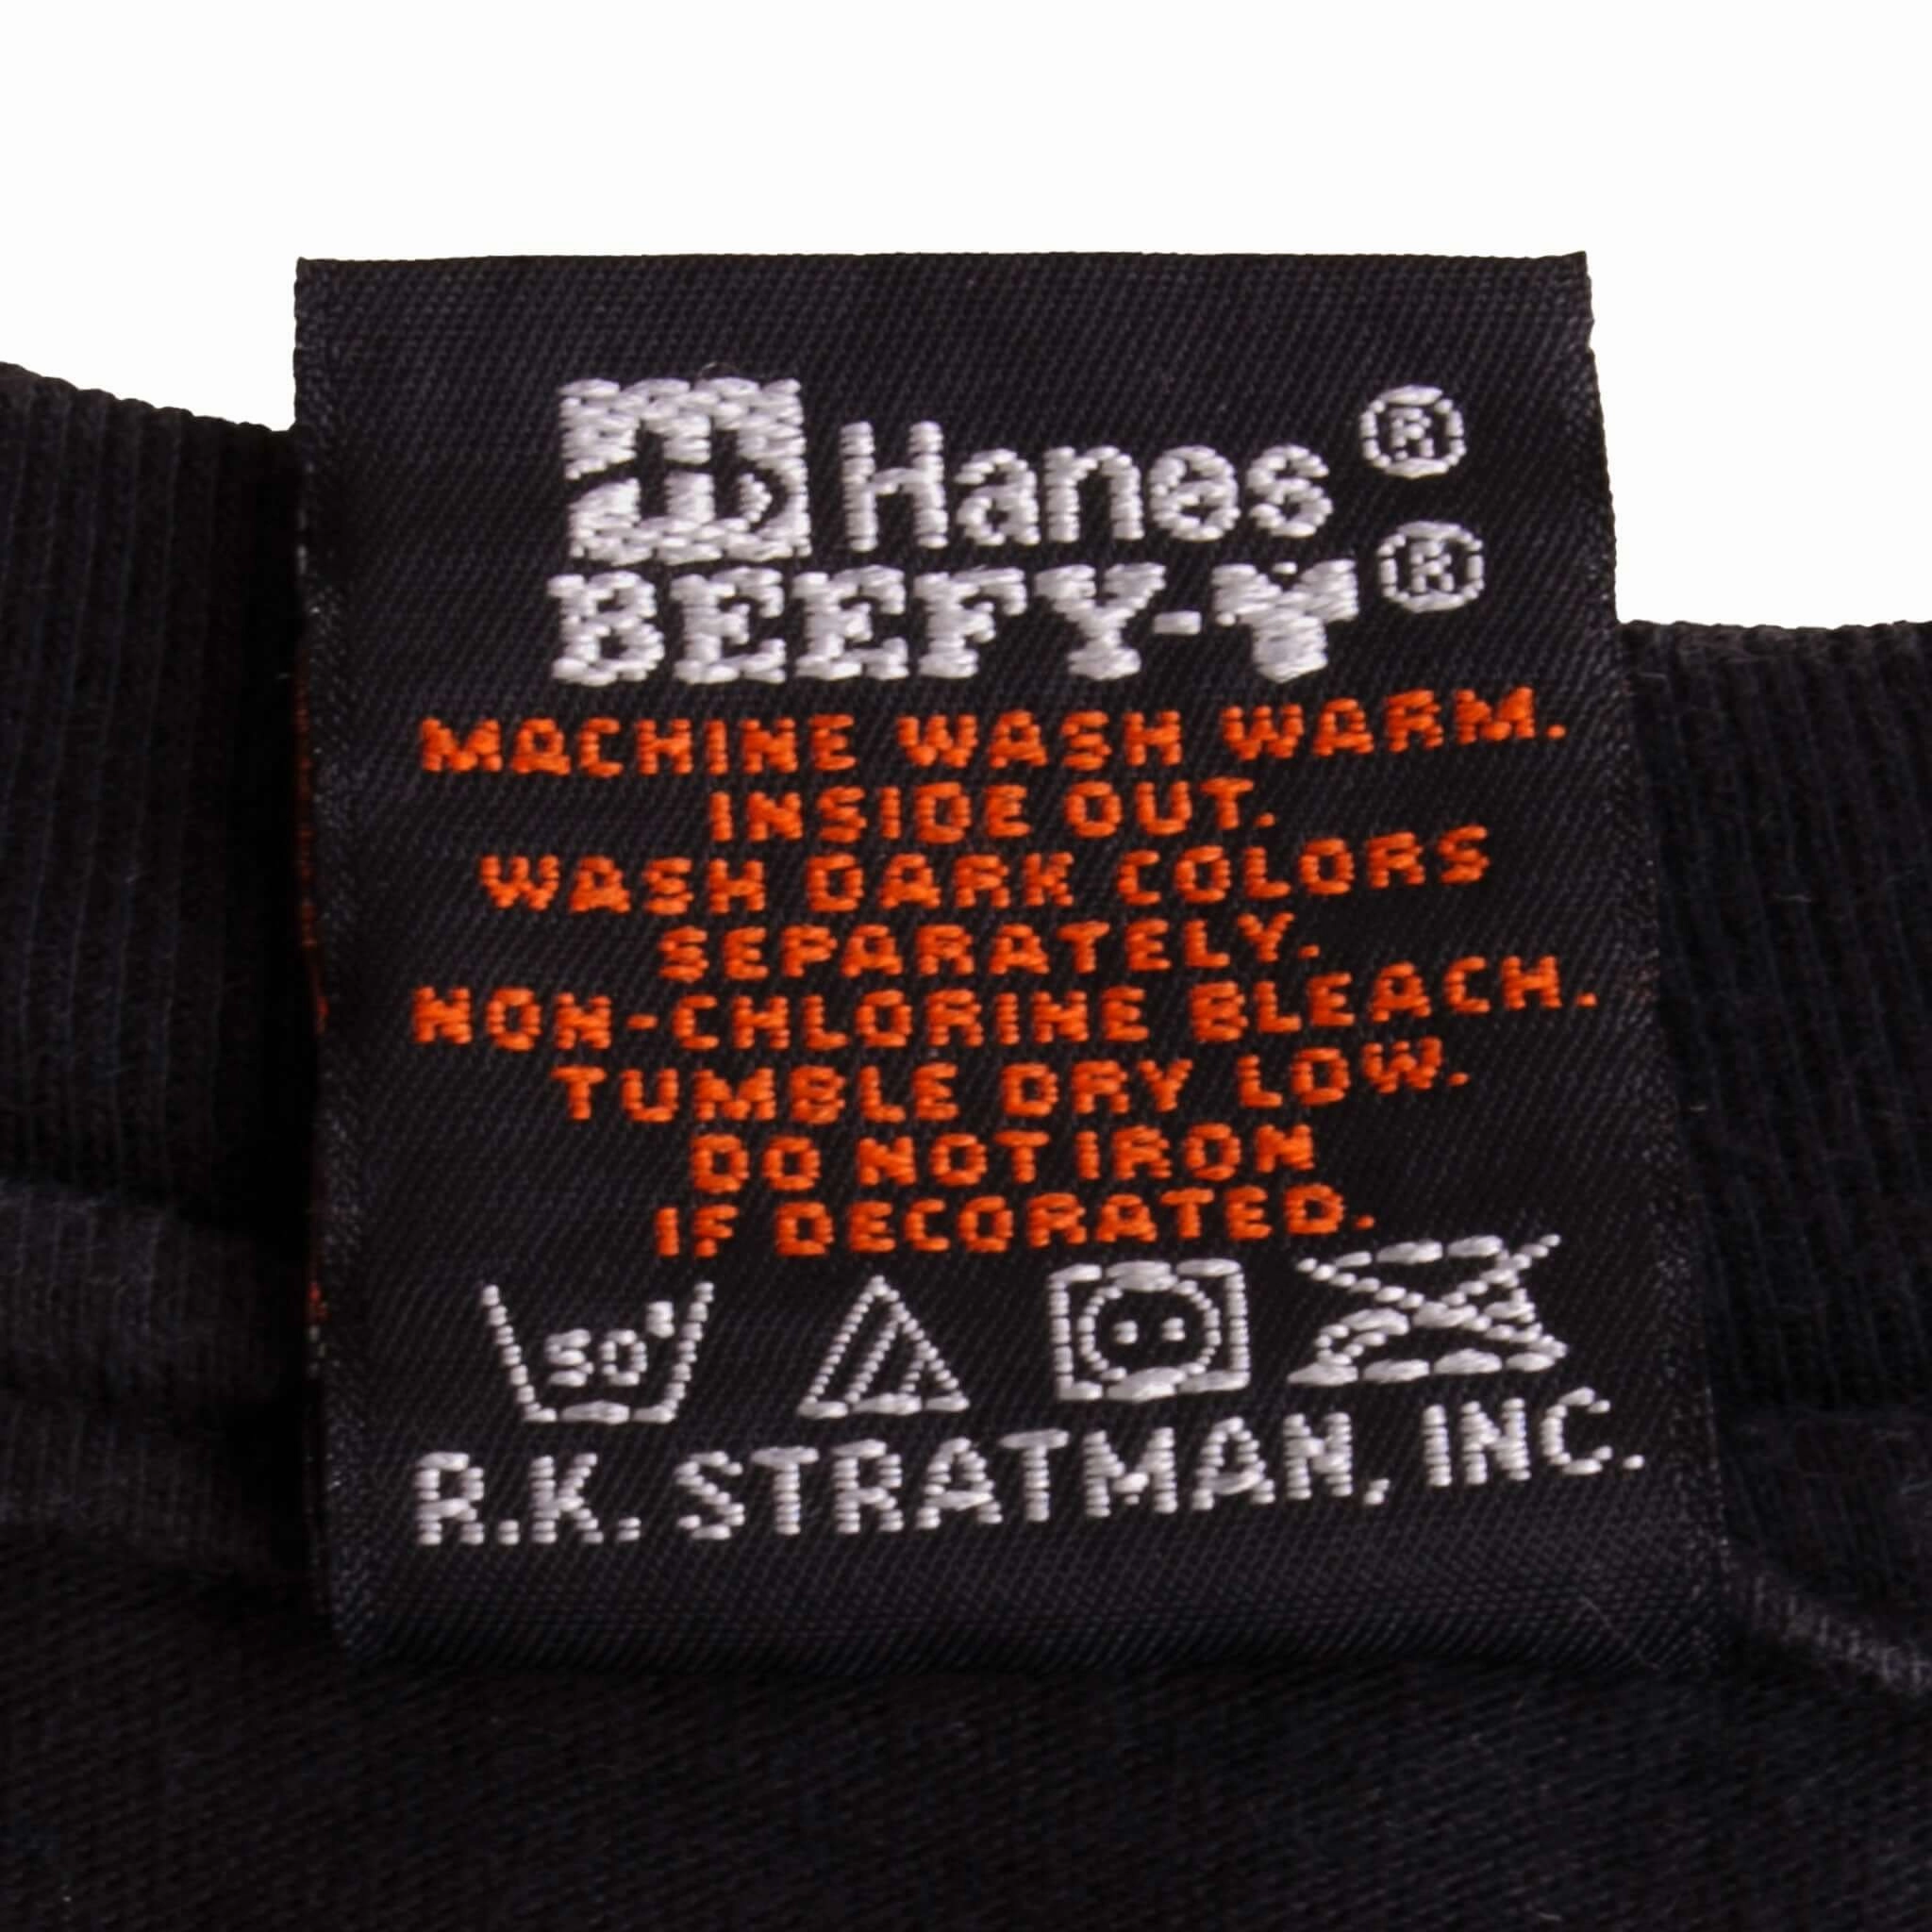 Hanes ®
BEEFY-T ®
MACHINE WASH WARM.
INSIDE OUT.
WASH DARK COLORS
SEPARATELY.
NON-CHLORINE BLEACH.
TUMBLE DRY LOW.
DO NOT IRON
IF DECORATED.
50°
R.K. STRATMAN, INC.